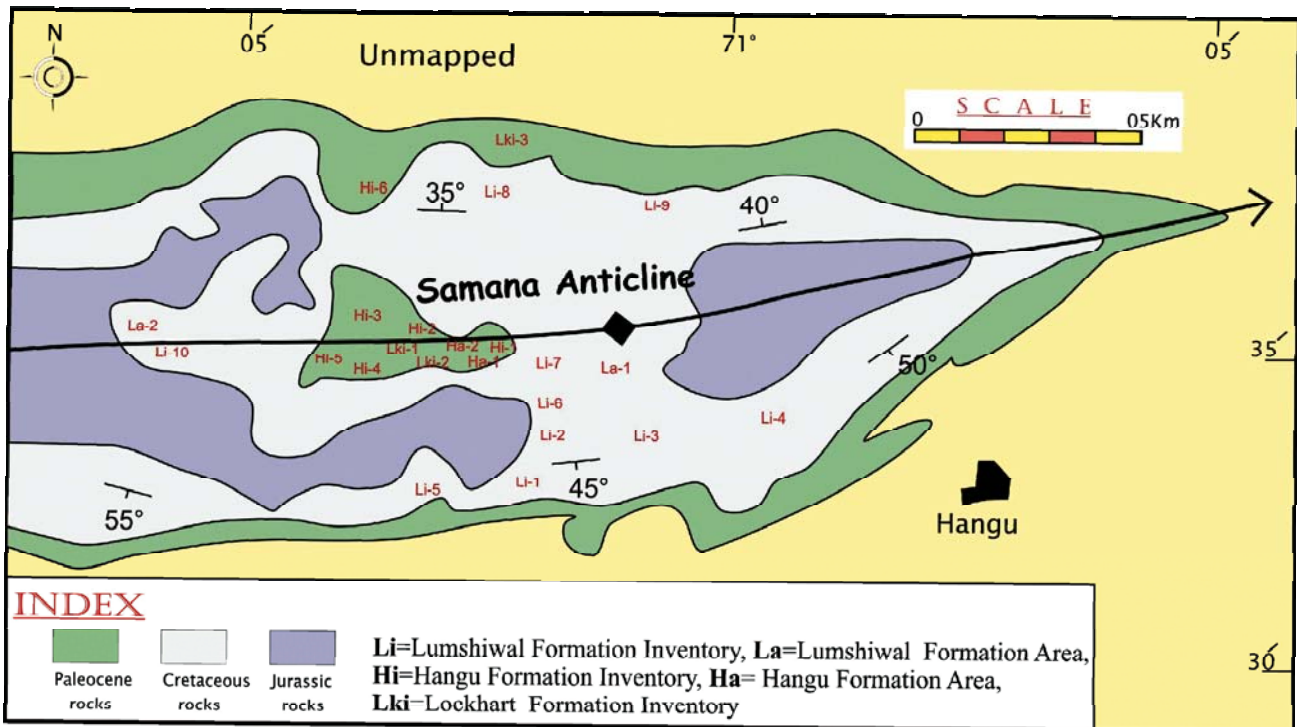 N
05′
71°
05′
Unmapped
S C A L E
0 05Km
Lki-3
Hi-6
35°
Li-8
Li-9
40°
Samana Anticline
La-2
Li-10
Hi-3
Hi-2
Hi-5
Lki-1
Ha-2
Hi-1
Hi-4
Lki-2
Ha-1
Li-7
La-1
50°
35′
Li-6
Li-4
Li-2
Li-3
45°
Li-1
Li-5
55°
Hangu
30′
INDEX
Paleocene rocks
Cretaceous rocks
Jurassic rocks
Li=Lumshiwal Formation Inventory, La=Lumshiwal Formation Area,
Hi=Hangu Formation Inventory, Ha= Hangu Formation Area,
Lki=Lockhart Formation Inventory